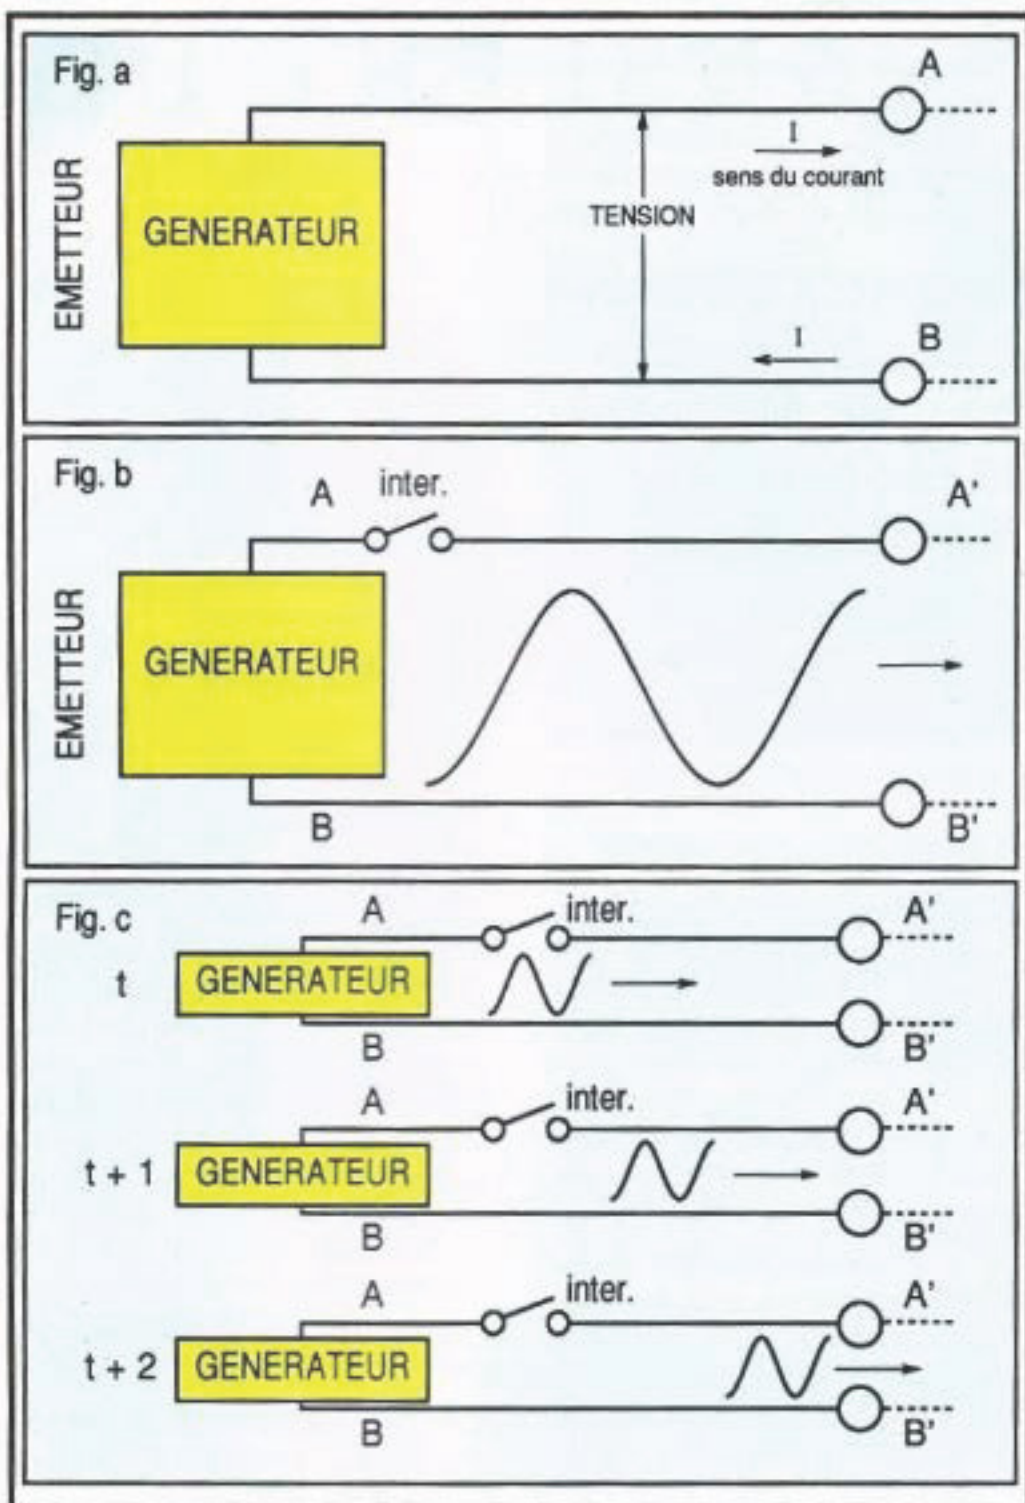 Fig. a
A
EMETTEUR
GENERATEUR
I
sens du courant
TENSION
I
B
Fig. b
A
inter.
A'
EMETTEUR
GENERATEUR
B
B'
Fig. c
A
inter.
A'
t
GENERATEUR
B
B'
A
inter.
A'
t + 1
GENERATEUR
B
B'
A
inter.
A'
t + 2
GENERATEUR
B
B'